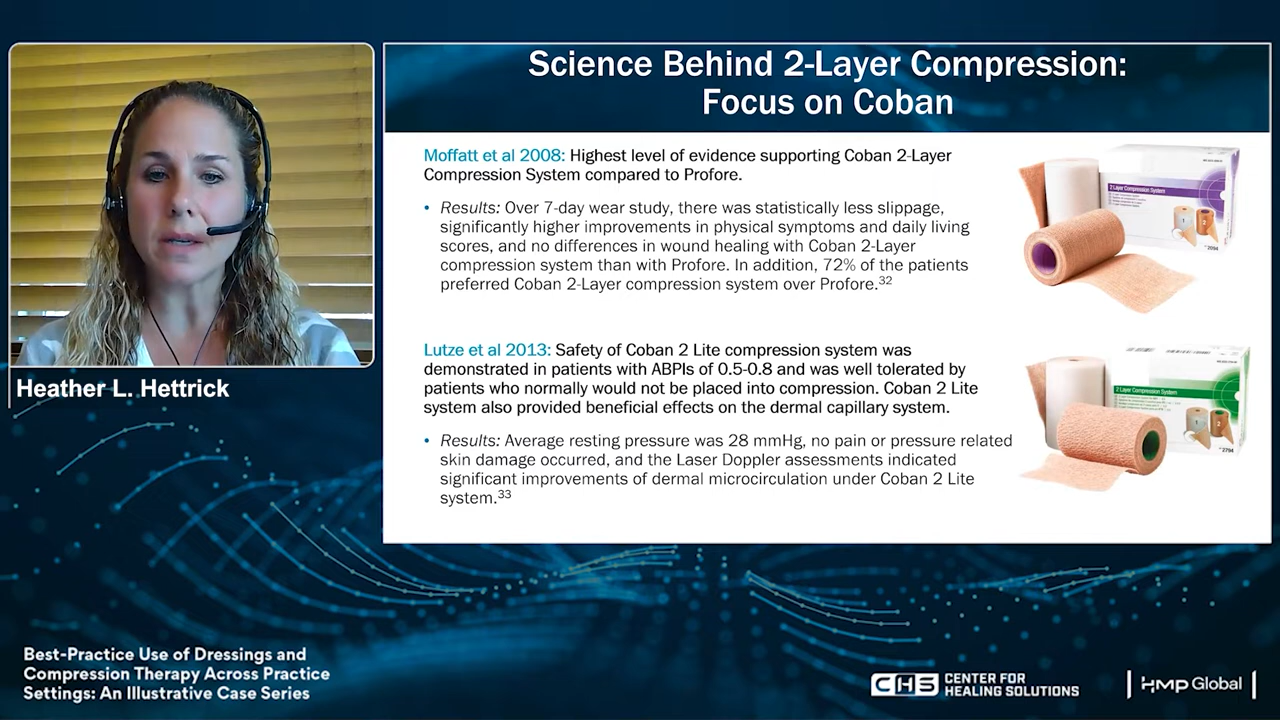 Science Behind 2-Layer Compression:
Focus on Coban
Moffatt et al 2008: Highest level of evidence supporting Coban 2-Layer
Compression System compared to Profore.
• Results: Over 7-day wear study, there was statistically less slippage,
significantly higher improvements in physical symptoms and daily living
scores, and no differences in wound healing with Coban 2-Layer
compression system than with Profore. In addition, 72% of the patients
preferred Coban 2-Layer compression system over Profore.32
2 Layer Compression System
Lutze et al 2013: Safety of Coban 2 Lite compression system was
demonstrated in patients with ABPIs of 0.5-0.8 and was well tolerated by
patients who normally would not be placed into compression. Coban 2 Lite
system also provided beneficial effects on the dermal capillary system.
• Results: Average resting pressure was 28 mmHg, no pain or pressure related
skin damage occurred, and the Laser Doppler assessments indicated
significant improvements of dermal microcirculation under Coban 2 Lite
system.33
2 Layer Compression System
Heather L. Hettrick
Best-Practice Use of Dressings and
Compression Therapy Across Practice
Settings: An Illustrative Case Series
CHS CENTER FOR
HEALING SOLUTIONS
HMP Global